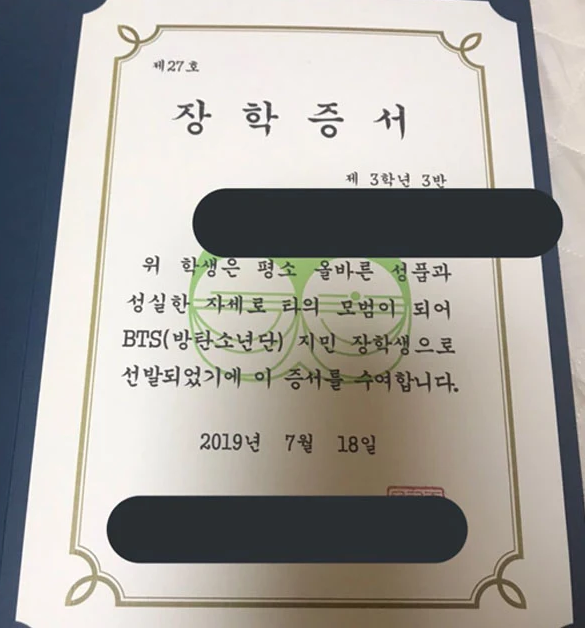 제27호
장 학 증 서
제 3학년 3반
위 학생은 평소 올바른 성품과
성실한 자세로 타의 모범이 되어
BTS(방탄소년단) 지민 장학생으로
선발되었기에 이 증서를 수여합니다.
2019년 7월 18일